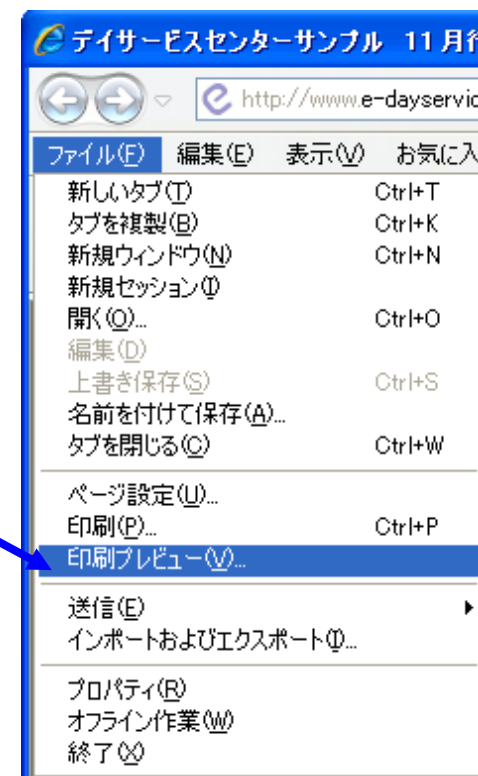 デイサービスセンターサンプル 11月
http://www.e-dayservic
ファイル(F) 編集(E) 表示(V) お気に入
新しいタブ(T) Ctrl+T
タブを複製(B) Ctrl+K
新規ウィンドウ(N) Ctrl+N
新規セッション(I)
開く(O)... Ctrl+O
編集(D)
上書き保存(S) Ctrl+S
名前を付けて保存(A)...
タブを閉じる(C) Ctrl+W
ページ設定(U)...
印刷(P)... Ctrl+P
印刷プレビュー(V)...
送信(E)
インポートおよびエクスポート(I)...
プロパティ(R)
オフライン作業(W)
終了(X)